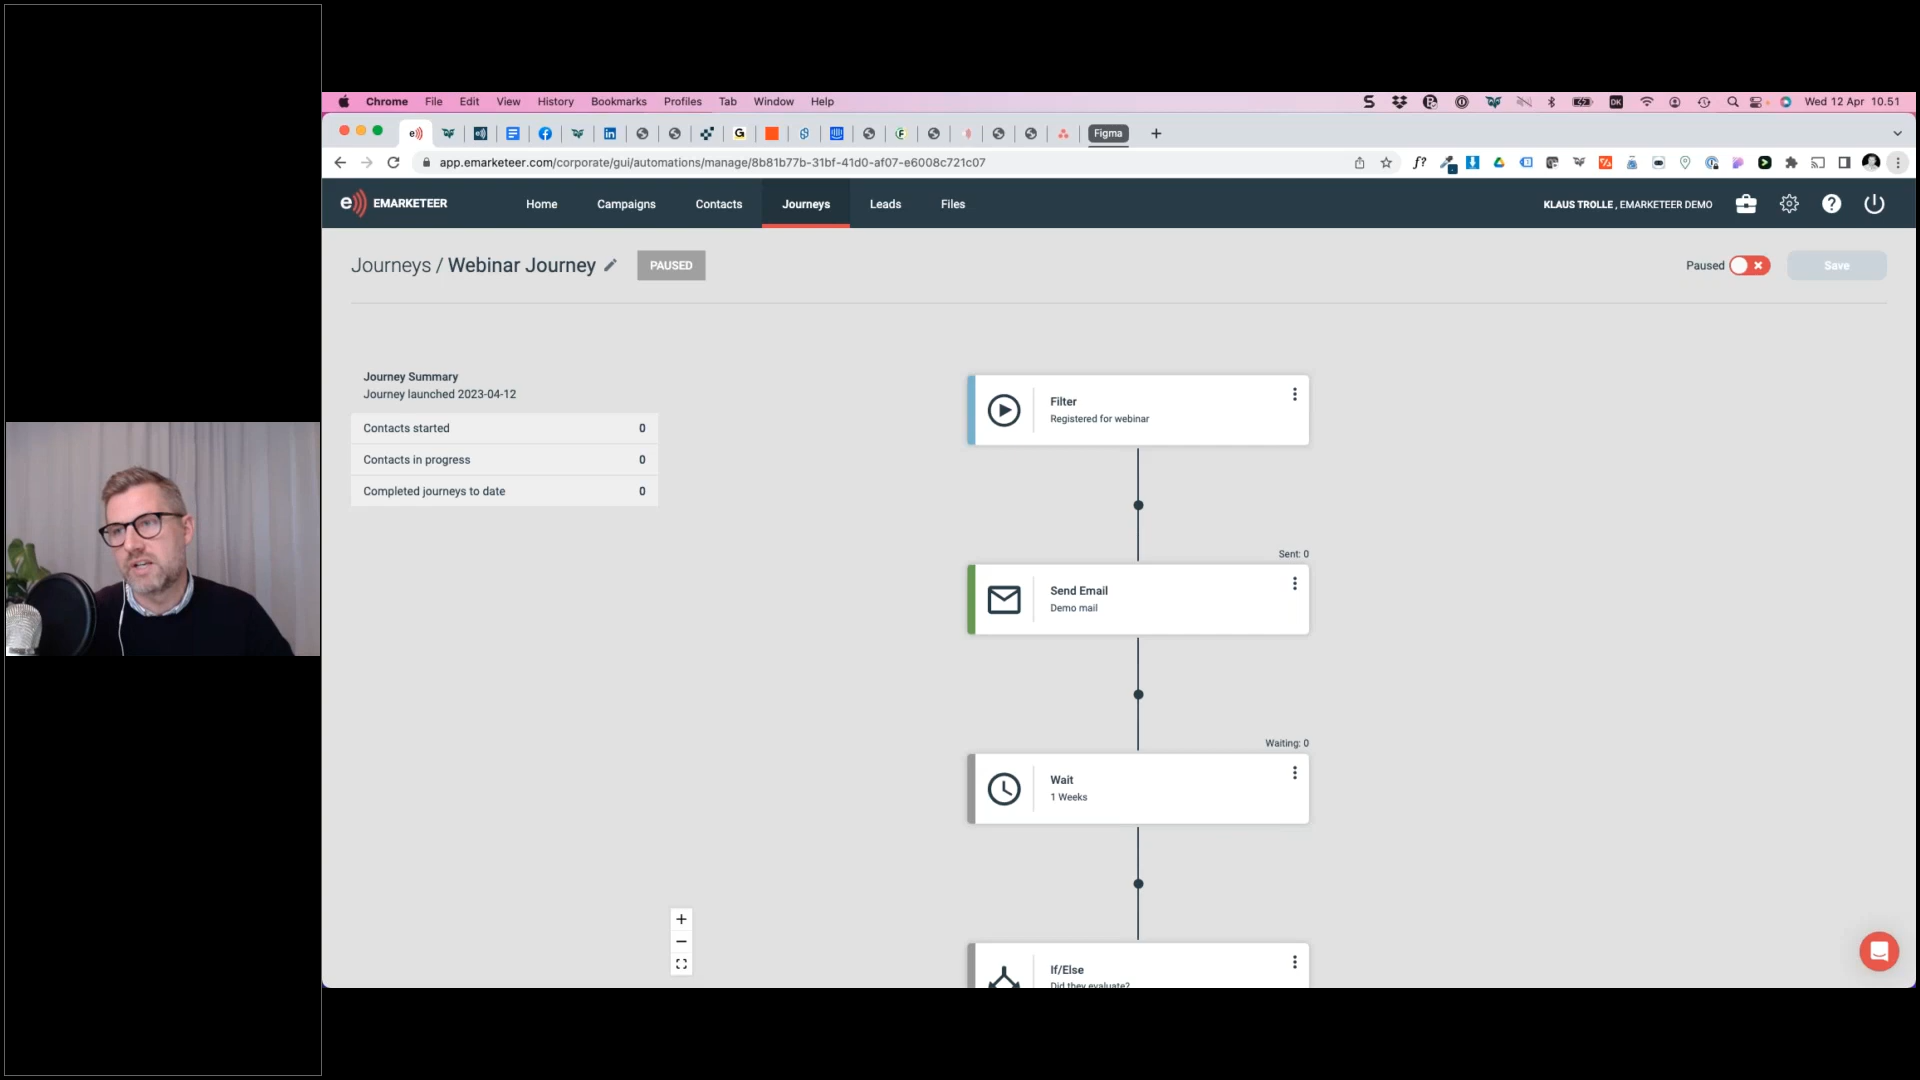 Chrome File Edit View History Bookmarks Profiles Tab Window Help
Wed 12 Apr 10.51
Figma
app.emarketeer.com/corporate/gui/automations/manage/8b81b77b-31bf-41d0-af07-e6008c721c07
f?
e EMARKETEER Home Campaigns Contacts Journeys Leads Files KLAUS TROLLE , EMARKETEER DEMO
Journeys / Webinar Journey PAUSED Paused Save
Journey Summary
Journey launched 2023-04-12
Contacts started 0
Contacts in progress 0
Completed journeys to date 0
Filter
Registered for webinar
Sent: 0
Send Email
Demo mail
Waiting: 0
Wait
1 Weeks
If/Else
Did they evaluate?